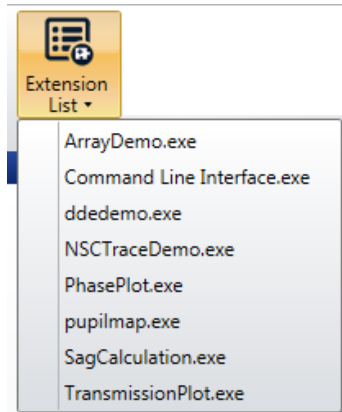 Extension
List
ArrayDemo.exe
Command Line Interface.exe
ddedemo.exe
NSCTraceDemo.exe
PhasePlot.exe
pupilmap.exe
SagCalculation.exe
TransmissionPlot.exe